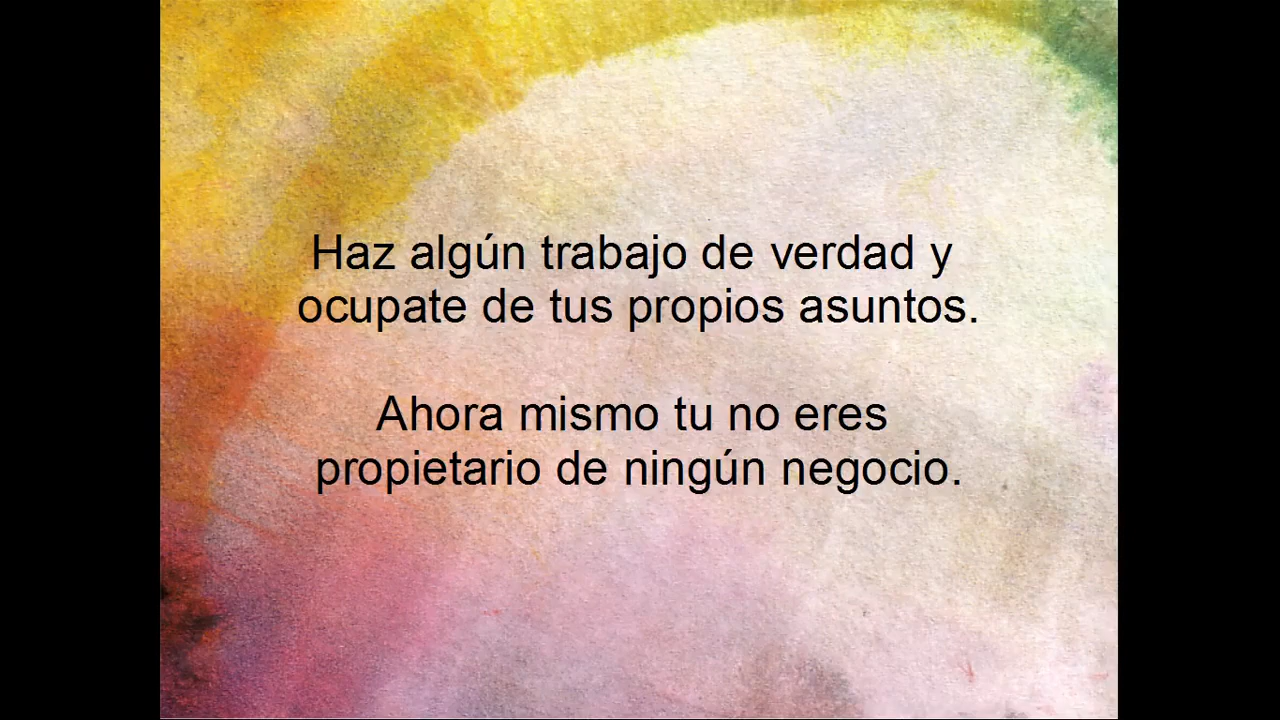 Haz algún trabajo de verdad y
ocupate de tus propios asuntos.
Ahora mismo tu no eres
propietario de ningún negocio.